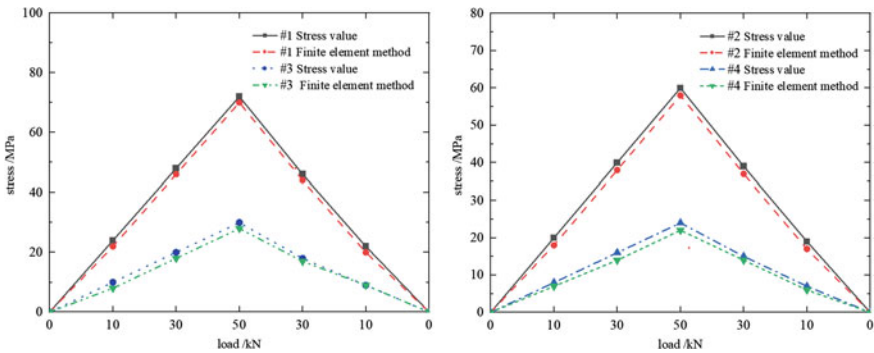 100
80
60
40
20
0
stress /MPa
#1 Stress value
#1 Finite element method
#3 Stress value
#3 Finite element method
0 10 30 50 30 10 0
load /kN
80
70
60
50
40
30
20
10
0
stress /MPa
#2 Stress value
#2 Finite element method
#4 Stress value
#4 Finite element method
0 10 30 50 30 10 0
load /kN